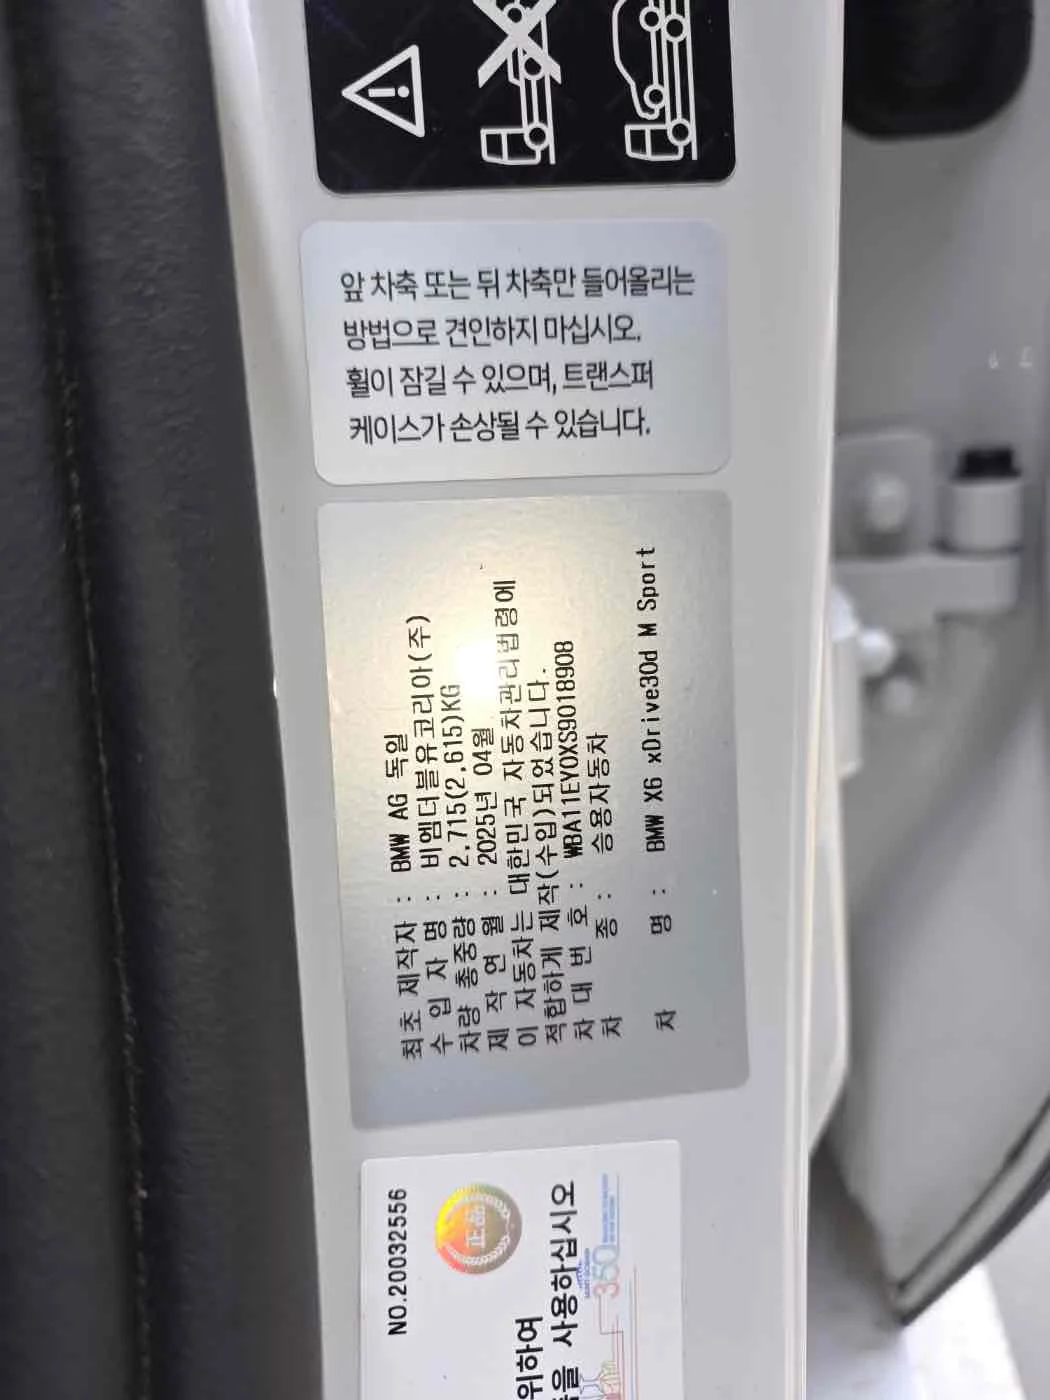 앞 차축 또는 뒤 차축만 들어올리는
방법으로 견인하지 마십시오.
휠이 잠길 수 있으며, 트랜스퍼
케이스가 손상될 수 있습니다.
최초 제작자 : BMW AG 독일
수 입 자 명 : 비엠더블유코리아(주)
차량 총중량 : 2,715(2,615)KG
제 작 연 월 : 2025년 04월
이 자동차는 대한민국 자동차관리법령에
적합하게 제작(수입)되었습니다.
차 대 번 호 : WBA11EY0XS9018908
차 종 : 승용자동차
차 명 : BMW X6 xDrive30d M Sport
NO.20032556
正品
위하여
을 사용하십시오
350